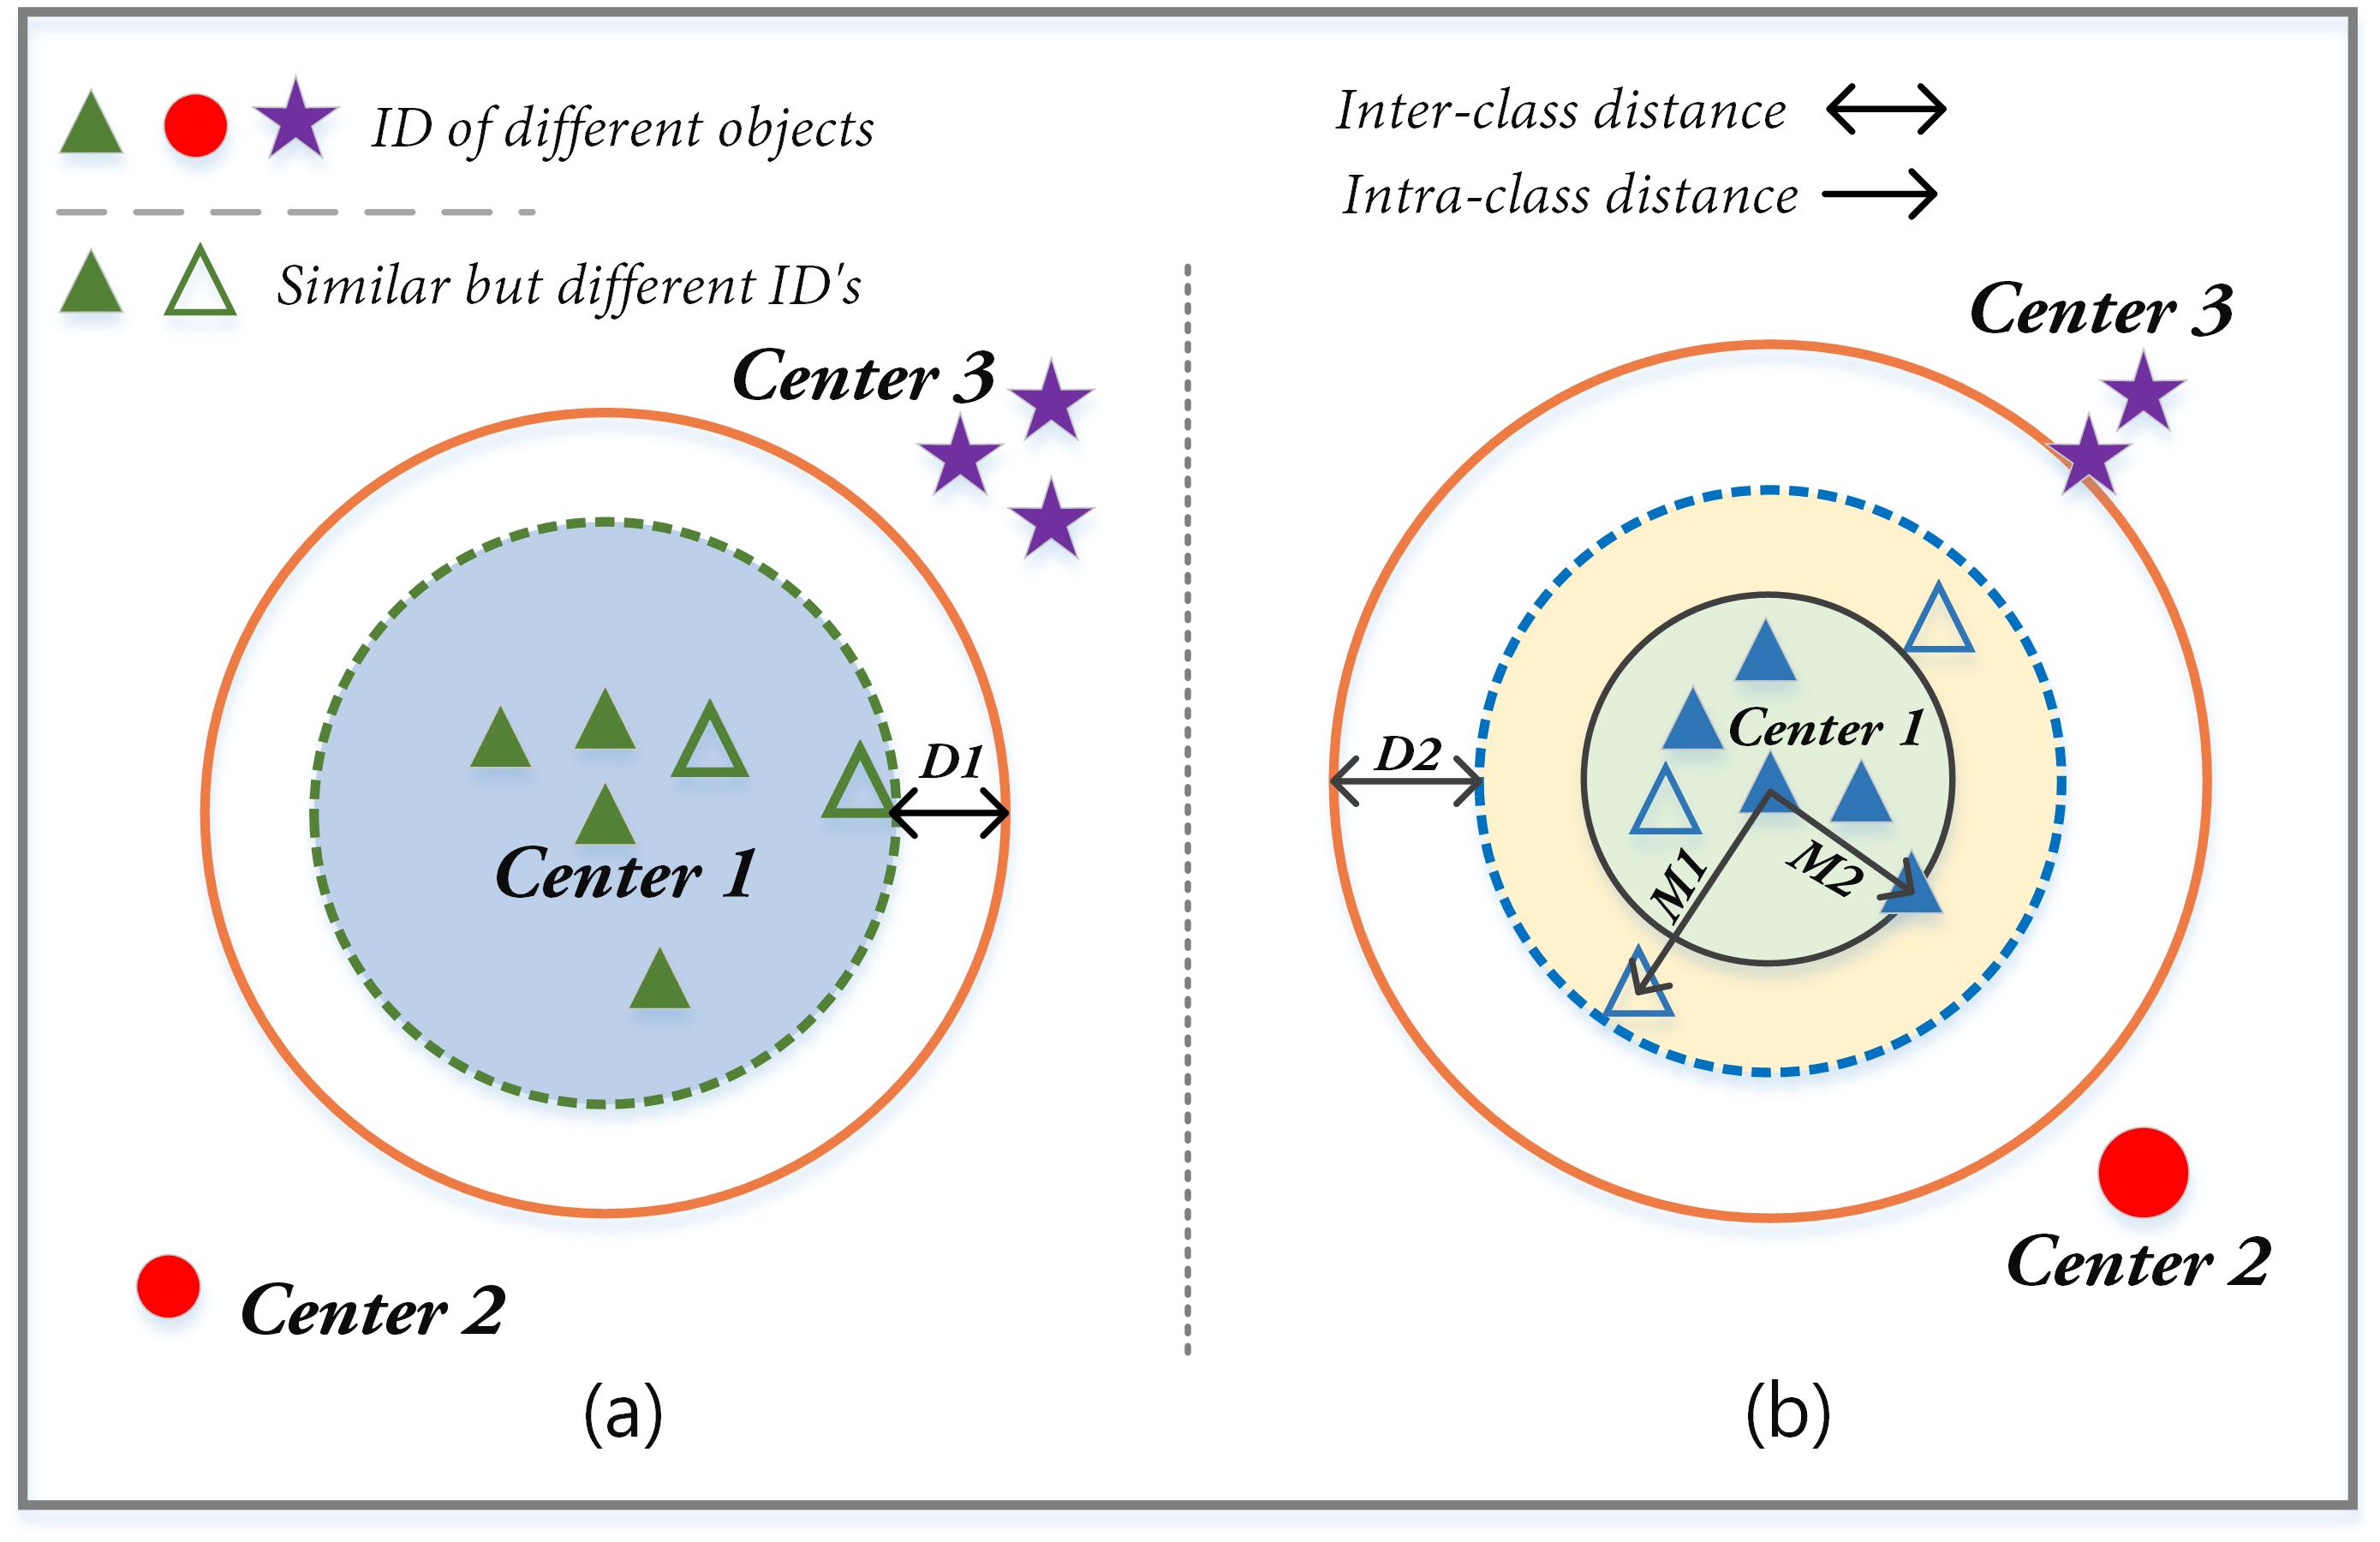 ID of different objects
Similar but different ID's
Inter-class distance
Intra-class distance
Center 3
D1
Center 1
Center 2
(a)
Center 3
D2
Center 1
M1
M2
Center 2
(b)